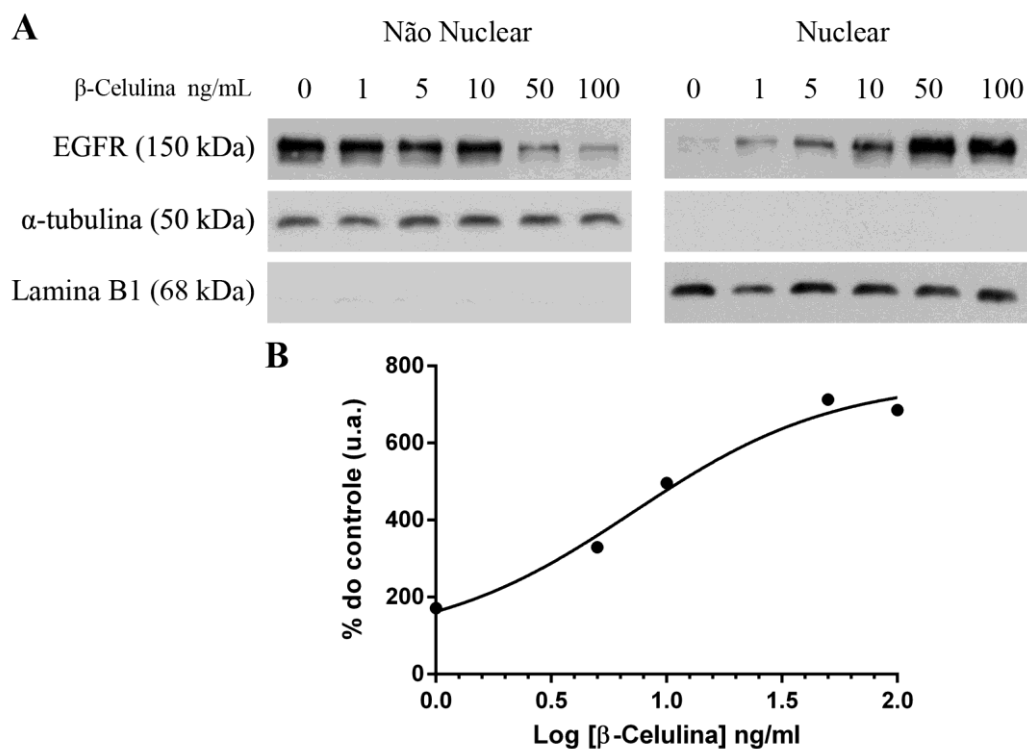 A
Não Nuclear
Nuclear
β-Celulina ng/mL 0 1 5 10 50 100 0 1 5 10 50 100
EGFR (150 kDa)
α-tubulina (50 kDa)
Lamina B1 (68 kDa)
B
800
600
400
200
0
% do controle (u.a.)
0.0 0.5 1.0 1.5 2.0
Log [β-Celulina] ng/ml